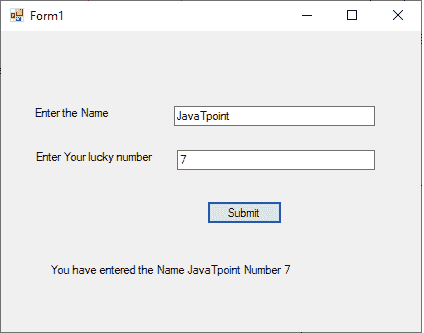 Form1
Enter the Name
JavaTpoint
Enter Your lucky number
7
Submit
You have entered the Name JavaTpoint Number 7